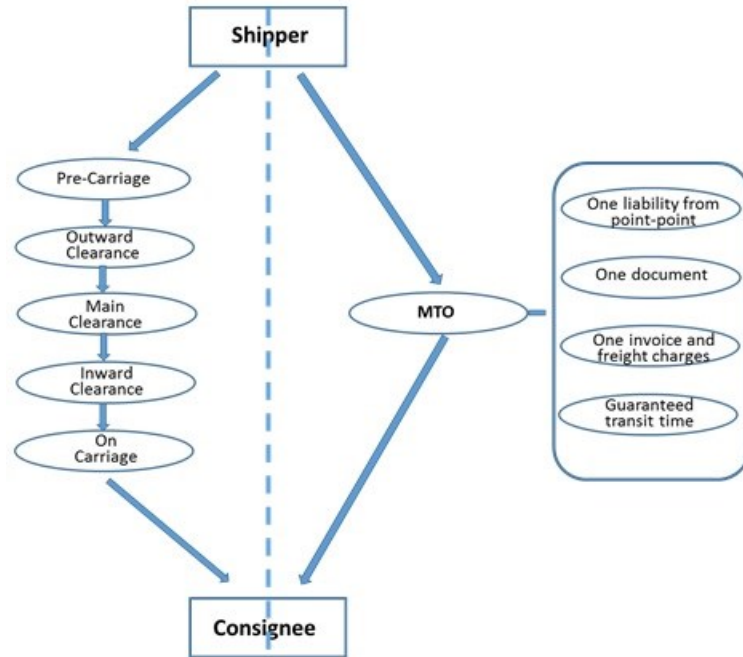 Shipper
Pre-Carriage
Outward
Clearance
Main
Clearance
Inward
Clearance
On
Carriage
MTO
One liability from
point-point
One document
One invoice and
freight charges
Guaranteed
transit time
Consignee